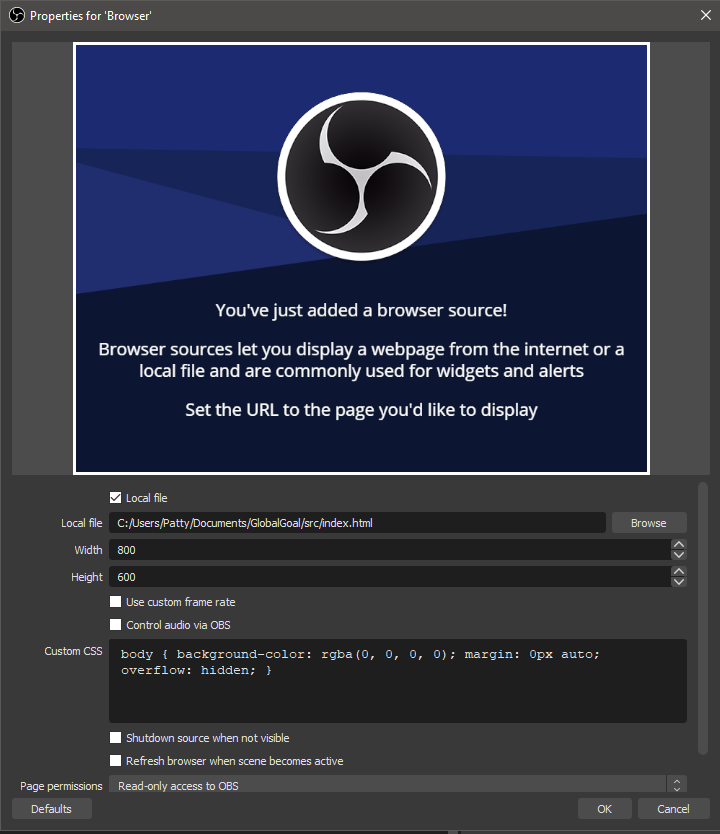 Properties for 'Browser'
You've just added a browser source!
Browser sources let you display a webpage from the internet or a
local file and are commonly used for widgets and alerts
Set the URL to the page you'd like to display
Local file
Local file C:/Users/Patty/Documents/GlobalGoal/src/index.html Browse
Width 800
Height 600
Use custom frame rate
Control audio via OBS
Custom CSS body { background-color: rgba(0, 0, 0, 0); margin: 0px auto;
overflow: hidden; }
Shutdown source when not visible
Refresh browser when scene becomes active
Page permissions Read-only access to OBS
Defaults OK Cancel